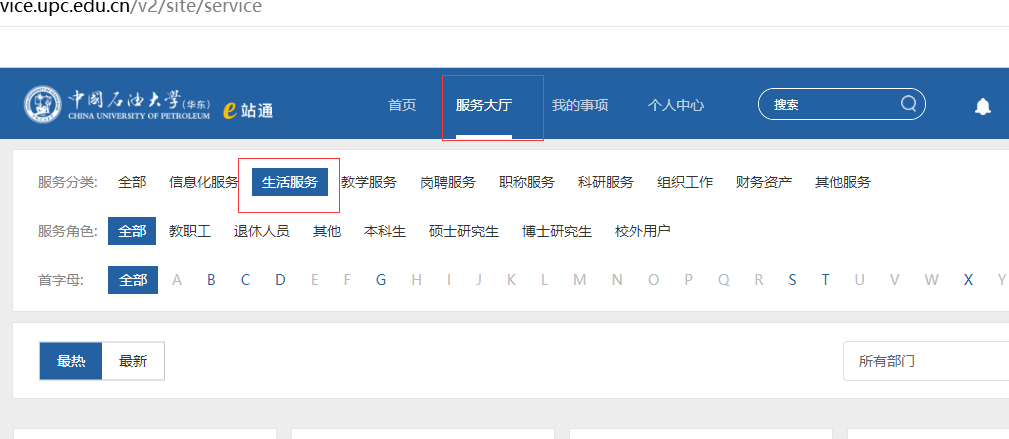 vice.upc.edu.cn/v2/site/service
中国石油大学(华东) CHINA UNIVERSITY OF PETROLEUM e站通 首页 服务大厅 我的事项 个人中心 搜索
服务分类: 全部 信息化服务 生活服务 教学服务 岗聘服务 职称服务 科研服务 组织工作 财务资产 其他服务
服务角色: 全部 教职工 退休人员 其他 本科生 硕士研究生 博士研究生 校外用户
首字母: 全部 A B C D E F G H I J K L M N O P Q R S T U V W X Y
最热 最新 所有部门